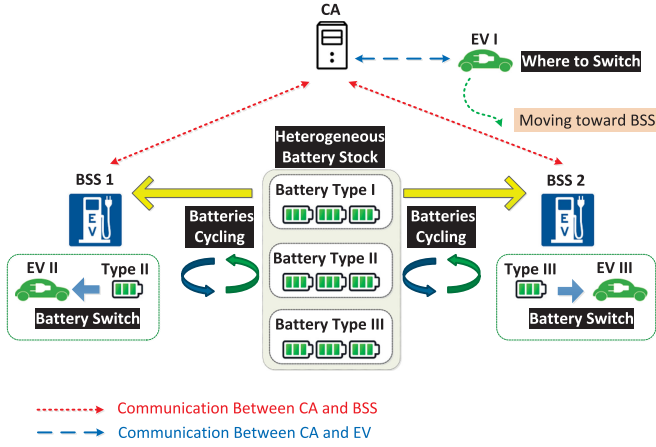 CA
EV I
Where to Switch
Moving toward BSS
Heterogeneous
Battery Stock
BSS 1
BSS 2
Battery Type I
Batteries
Cycling
Batteries
Cycling
E
V
E
V
EV II
Type II
Battery Switch
Battery Type II
Type III
EV III
Battery Switch
Battery Type III
Communication Between CA and BSS
Communication Between CA and EV